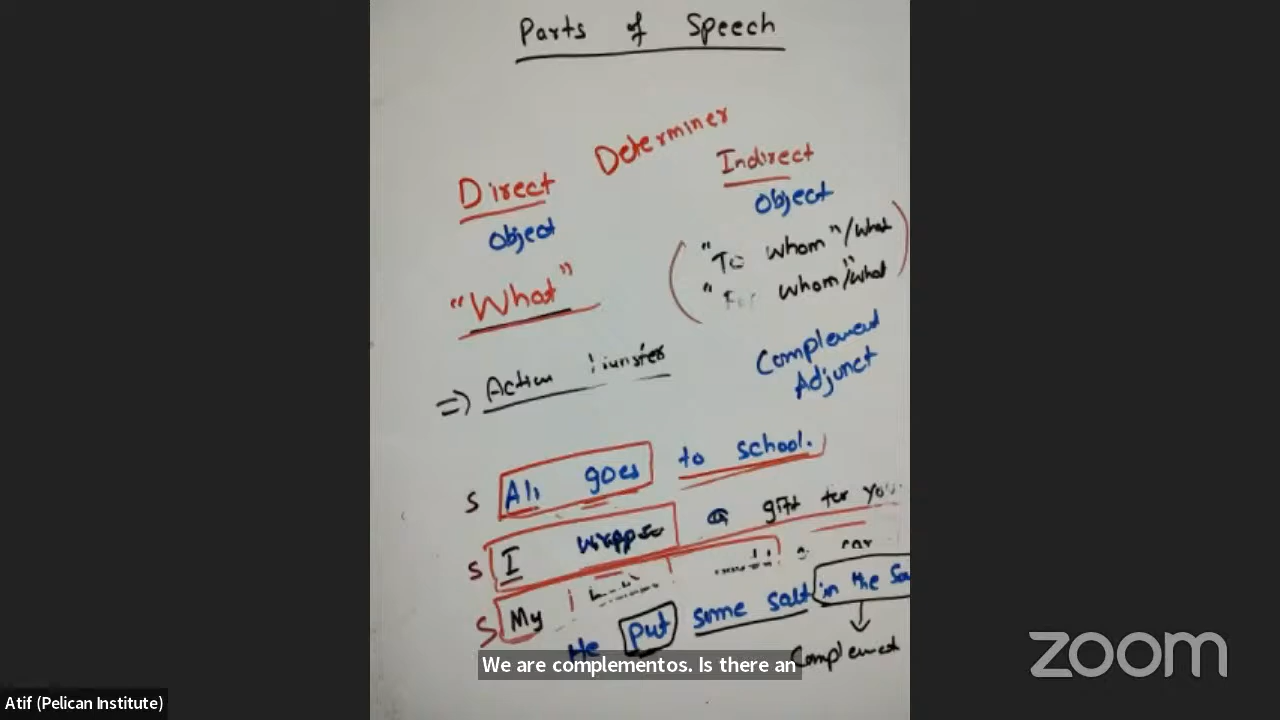 Parts of Speech
Determiner
Direct
Object
"What"
Indirect
Object
"To whom"/what
whom"/what
Complement
Adjunct
=> Action transfer
S Ali goes to school.
S I a gift for you.
S My a car
He put some salt in the
Complement
We are complementos. Is there an
Atif (Pelican Institute)
zoom